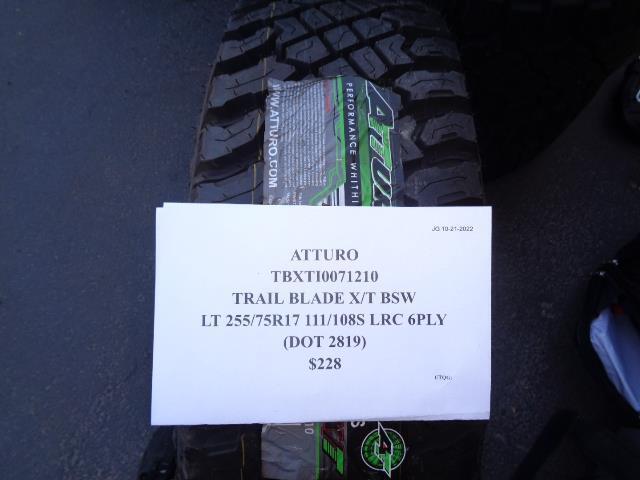 WWW.ATTURO.COM
PERFORMANCE WHITHI
JG 10-21-2022
ATTURO
TBXTI0071210
TRAIL BLADE X/T BSW
LT 255/75R17 111/108S LRC 6PLY
(DOT 2819)
$228